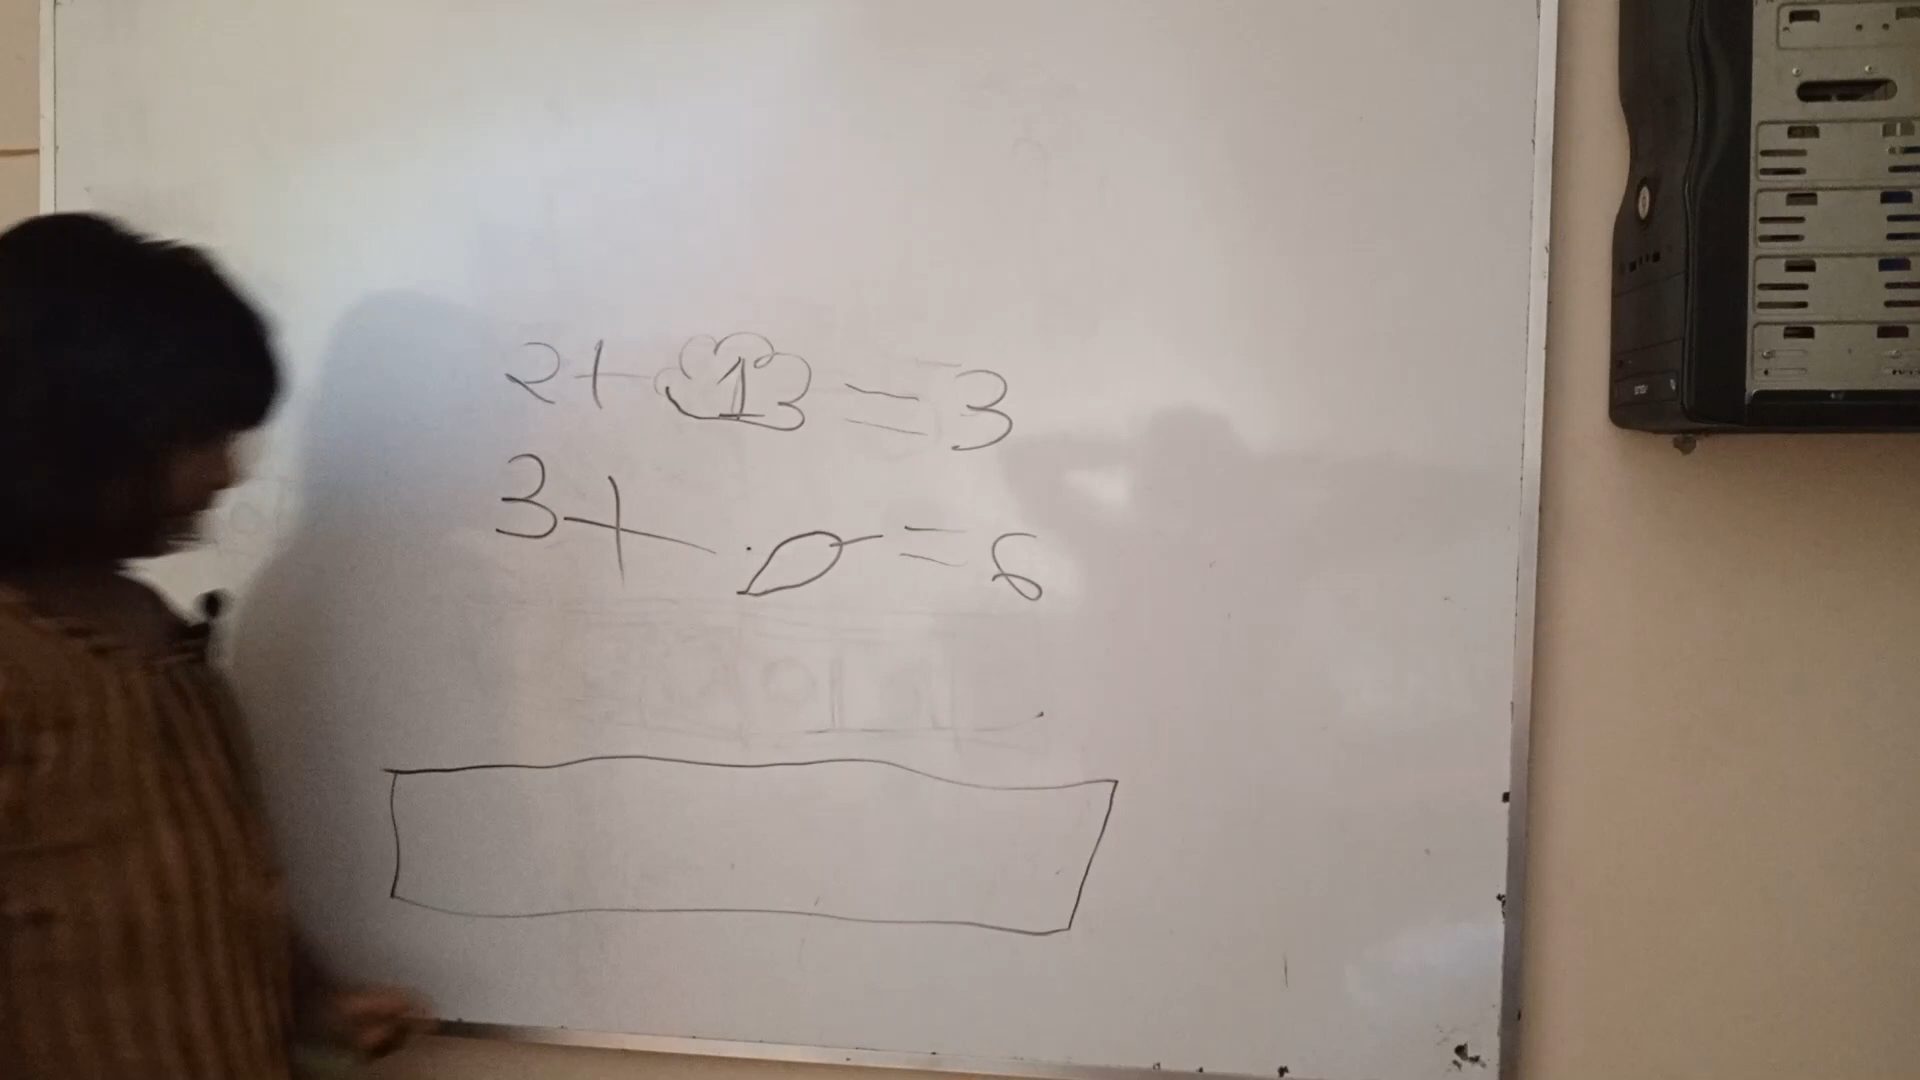 2+ 1 = 3
3+ = 6